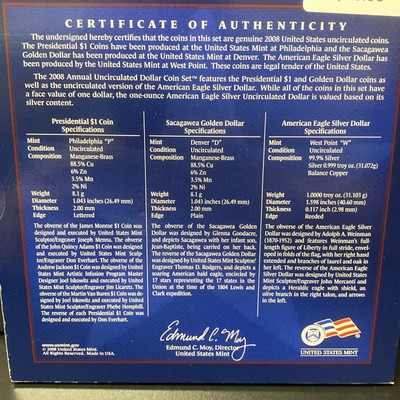 CERTIFICATE OF AUTHENTICITY
The undersigned hereby certifies that the coins in this set are genuine 2008 United States uncirculated coins.
The Presidential $1 Coins have been produced at the United States Mint at Philadelphia and the Sacagawea
Golden Dollar has been produced at the United States Mint at Denver. The American Eagle Silver Dollar has
been produced by the United States Mint at West Point. These coins are legal tender of the United States.
The 2008 Annual Uncirculated Dollar Coin Set™ features the Presidential $1 and Golden Dollar coins as
well as the uncirculated version of the American Eagle Silver Dollar. While all of the coins in this set have
a face value of one dollar, the one-ounce American Eagle Silver Uncirculated Dollar is valued based on its
silver content.
Presidential $1 Coin
Specifications
Mint Philadelphia "P"
Condition Uncirculated
Composition Manganese-Brass
88.5% Cu
6% Zn
3.5% Mn
2% Ni
Weight 8.1 g
Diameter 1.043 inches (26.49 mm)
Thickness 2.00 mm
Edge Lettered
The obverse of the James Monroe $1 Coin was
designed and executed by United States Mint
Sculptor/Engraver Joseph Menna. The obverse
of the John Quincy Adams $1 Coin was designed
and executed by United States Mint Sculp-
tor/Engraver Don Everhart. The obverse of the
Andrew Jackson $1 Coin was designed by United
States Mint Artistic Infusion Program Master
Designer Joel Iskowitz and executed by United
States Mint Sculptor/Engraver Jim Licaretz. The
obverse of the Martin Van Buren $1 Coin was de-
signed by Joel Iskowitz and executed by United
States Mint Sculptor/Engraver Phebe Hemphill.
The reverse of each Presidential $1 Coin was
designed and executed by Don Everhart.
Sacagawea Golden Dollar
Specifications
Mint Denver "D"
Condition Uncirculated
Composition Manganese-Brass
88.5% Cu
6% Zn
3.5% Mn
2% Ni
Weight 8.1 g
Diameter 1.043 inches (26.49 mm)
Thickness 2.00 mm
Edge Plain
The obverse of the Sacagawea Golden
Dollar was designed by Glenna Goodacre,
and depicts Sacagawea with her infant son,
Jean-Baptiste, being carried on her back.
The reverse of the Sacagawea Golden Dollar
was designed by United States Mint Sculptor/
Engraver Thomas D. Rodgers, and depicts a
soaring American bald eagle, encircled by
17 stars representing the 17 states in the
Union at the time of the 1804 Lewis and
Clark expedition.
American Eagle Silver Dollar
Specifications
Mint West Point "W"
Condition Uncirculated
Composition 99.9% Silver
Silver 0.999 troy oz. (31.072g)
Balance Copper
Weight 1.0000 troy oz. (31.103 g)
Diameter 1.598 inches (40.60 mm)
Thickness 0.117 inch (2.98 mm)
Edge Reeded
The obverse of the American Eagle Silver
Dollar was designed by Adolph A. Weinman
(1870-1952) and features Weinman's full-
length figure of Liberty in full stride, envel-
oped in folds of the flag, with her right hand
extended and branches of laurel and oak in
her left. The reverse of the American Eagle
Silver Dollar was designed by United States
Mint Sculptor/Engraver John Mercanti and
depicts a Heraldic eagle with shield, an
olive branch in the right talon, and arrows
in the left.
Edmund C. Moy
Edmund C. Moy, Director
United States Mint
www.usmint.gov
© 2008 United States Mint.
All Rights Reserved.
UNITED STATES MINT